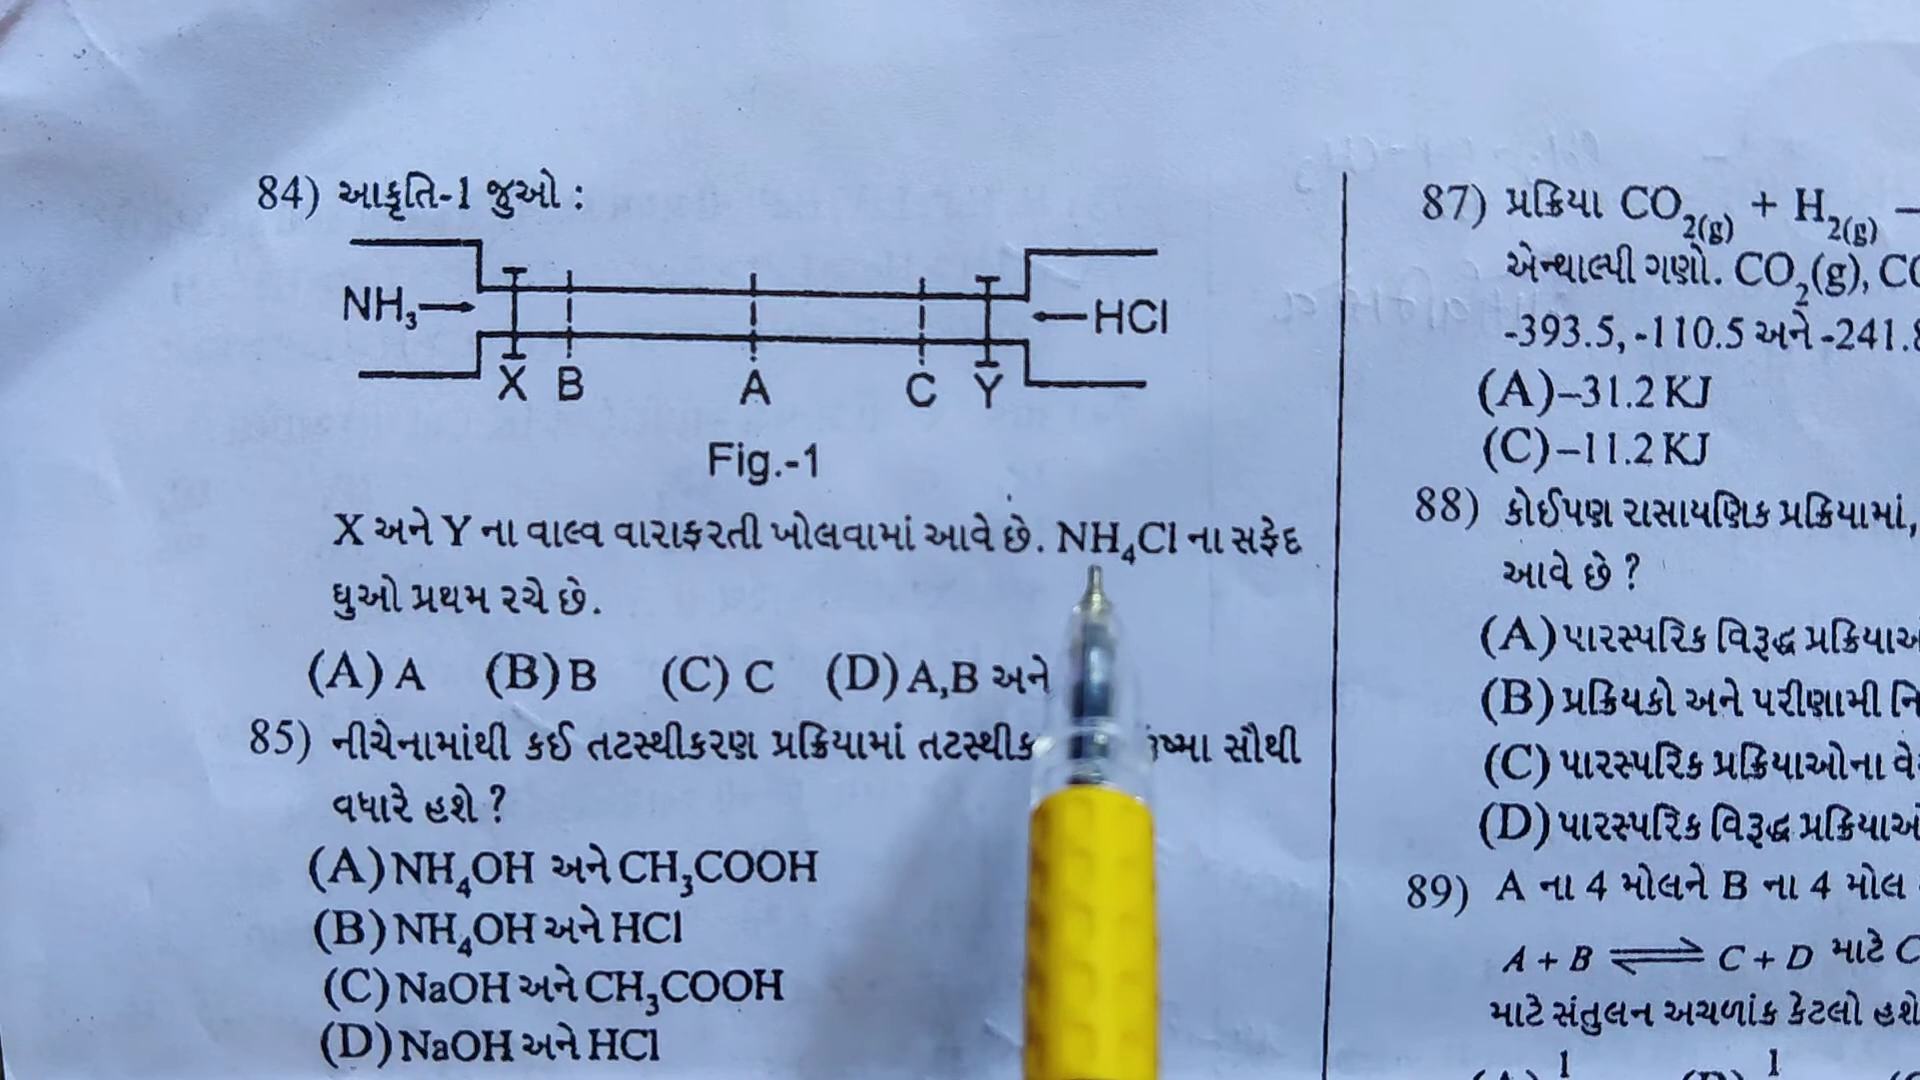 84) આકૃતિ-1 જુઓ :
NH₃ HCl
X B A C Y
Fig.-1
X અને Y ના વાલ્વ વારાફરતી ખોલવામાં આવે છે. NH₄Cl ના સફેદ
ધુઓ પ્રથમ રચે છે.
(A) A (B) B (C) C (D) A,B અને
85) નીચેનામાંથી કઈ તટસ્થીકરણ પ્રક્રિયામાં સૌથી
વધારે હશે ?
(A) NH₄OH અને CH₃COOH
(B) NH₄OH અને HCl
(C) NaOH અને CH₃COOH
(D) NaOH અને HCl
87) પ્રક્રિયા CO₂(g) + H₂(g)
એન્થાલ્પી ગણો. CO₂(g),
-393.5, -110.5 અને -241.8
(A) –31.2 KJ
(C) –11.2 KJ
88) કોઈપણ રાસાયણિક પ્રક્રિયામાં,
આવે છે ?
(A) પારસ્પરિક વિરૂદ્ધ
(B) પ્રક્રિયકો અને પરીણામી
(C) પારસ્પરિક પ્રક્રિયાઓના
(D) પારસ્પરિક વિરૂદ્ધ
89) A ના 4 મોલને B ના 4 મોલ
A + B ⇌ C + D માટે
માટે સંતુલન અચળાંક કેટલો હશે